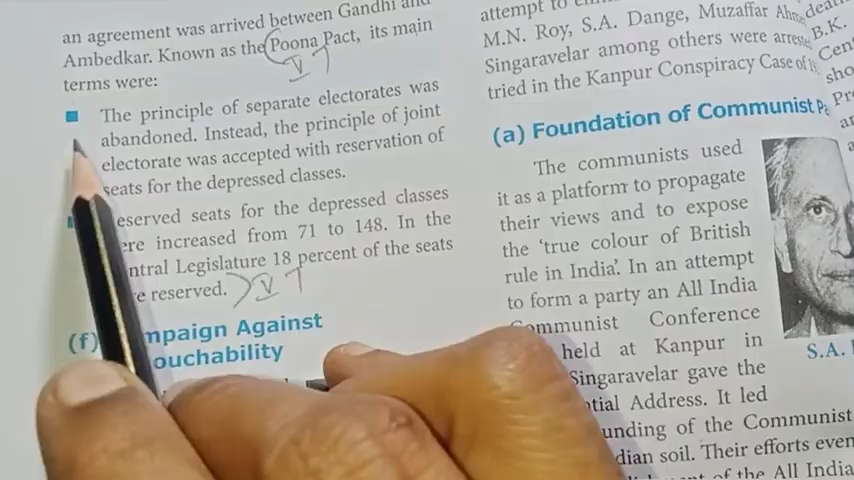 an agreement was arrived between Gandhi and
Ambedkar. Known as the Poona Pact, its main
terms were:
The principle of separate electorates was
abandoned. Instead, the principle of joint
electorate was accepted with reservation of
seats for the depressed classes.
eserved seats for the depressed classes
ere increased from 71 to 148. In the
ntral Legislature 18 percent of the seats
e reserved.
(f) mpaign Against
ouchability
attempt to
M.N. Roy, S.A. Dange, Muzaffar
Singaravelar among others were
tried in the Kanpur Conspiracy Case of
(a) Foundation of Communist
The communists used
it as a platform to propagate
their views and to expose
the 'true colour of British
rule in India'. In an attempt
to form a party an All India
Communist Conference
held at Kanpur in
Singaravelar gave the
tial Address. It led
unding of the Communist
dian soil. Their efforts
of the All India
S.A.
B.K.